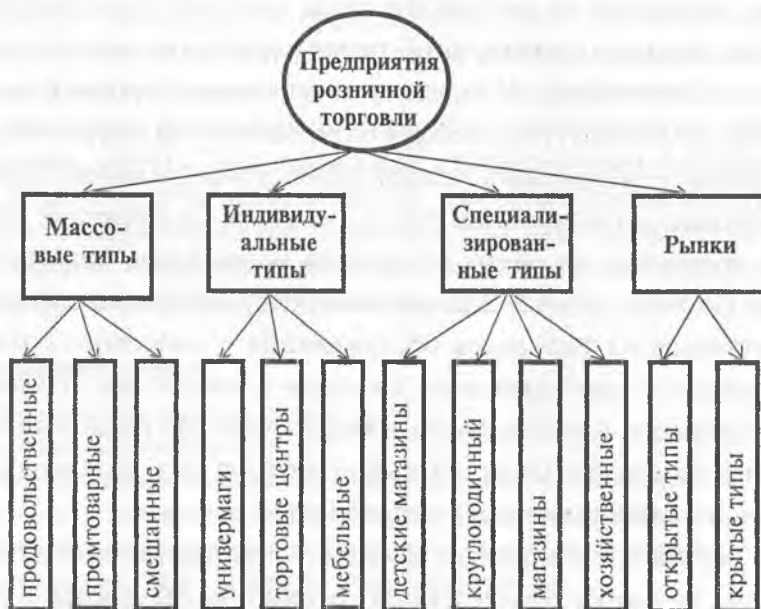 Предприятия
розничной
торговли
Массо-
вые типы
Индивиду-
альные
типы
Специали-
зирован-
ные типы
Рынки
продовольственные
промтоварные
смешанные
универмаги
торговые центры
мебельные
детские магазины
круглогодичный
магазины
хозяйственные
открытые типы
крытые типы